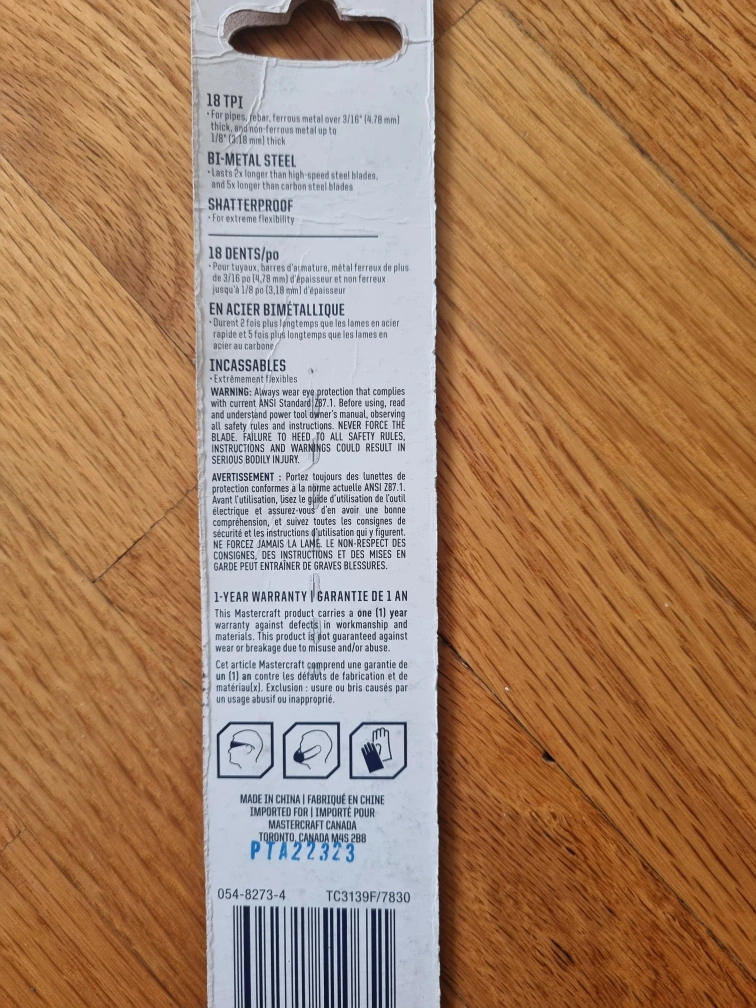 18 TPI
• For pipes, rebar, ferrous metal over 3/16" (4.78 mm)
thick, and non-ferrous metal up to
1/8" (3.18 mm) thick
BI-METAL STEEL
• Lasts 2x longer than high-speed steel blades,
and 5x longer than carbon steel blades
SHATTERPROOF
• For extreme flexibility
18 DENTS/po
• Pour tuyaux, barres d'armature, métal ferreux de plus
de 3/16 po (4,78 mm) d'épaisseur et non ferreux
jusqu'à 1/8 po (3,18 mm) d'épaisseur
EN ACIER BIMÉTALLIQUE
• Durent 2 fois plus longtemps que les lames en acier
rapide et 5 fois plus longtemps que les lames en
acier au carbone
INCASSABLES
• Extrêmement flexibles
WARNING: Always wear eye protection that complies
with current ANSI Standard Z87.1. Before using, read
and understand power tool owner's manual, observing
all safety rules and instructions. NEVER FORCE THE
BLADE. FAILURE TO HEED TO ALL SAFETY RULES,
INSTRUCTIONS AND WARNINGS COULD RESULT IN
SERIOUS BODILY INJURY.
AVERTISSEMENT : Portez toujours des lunettes de
protection conformes à la norme actuelle ANSI Z87.1.
Avant l'utilisation, lisez le guide d'utilisation de l'outil
électrique et assurez-vous d'en avoir une bonne
compréhension, et suivez toutes les consignes de
sécurité et les instructions d'utilisation qui y figurent.
NE FORCEZ JAMAIS LA LAME. LE NON-RESPECT DES
CONSIGNES, DES INSTRUCTIONS ET DES MISES EN
GARDE PEUT ENTRAÎNER DE GRAVES BLESSURES.
1-YEAR WARRANTY | GARANTIE DE 1 AN
This Mastercraft product carries a one (1) year
warranty against defects in workmanship and
materials. This product is not guaranteed against
wear or breakage due to misuse and/or abuse.
Cet article Mastercraft comprend une garantie de
un (1) an contre les défauts de fabrication et de
matériau(x). Exclusion : usure ou bris causés par
un usage abusif ou inapproprié.
MADE IN CHINA | FABRIQUÉ EN CHINE
IMPORTED FOR | IMPORTÉ POUR
MASTERCRAFT CANADA
TORONTO, CANADA M4S 2B8
PTA22323
054-8273-4 TC3139F/7830